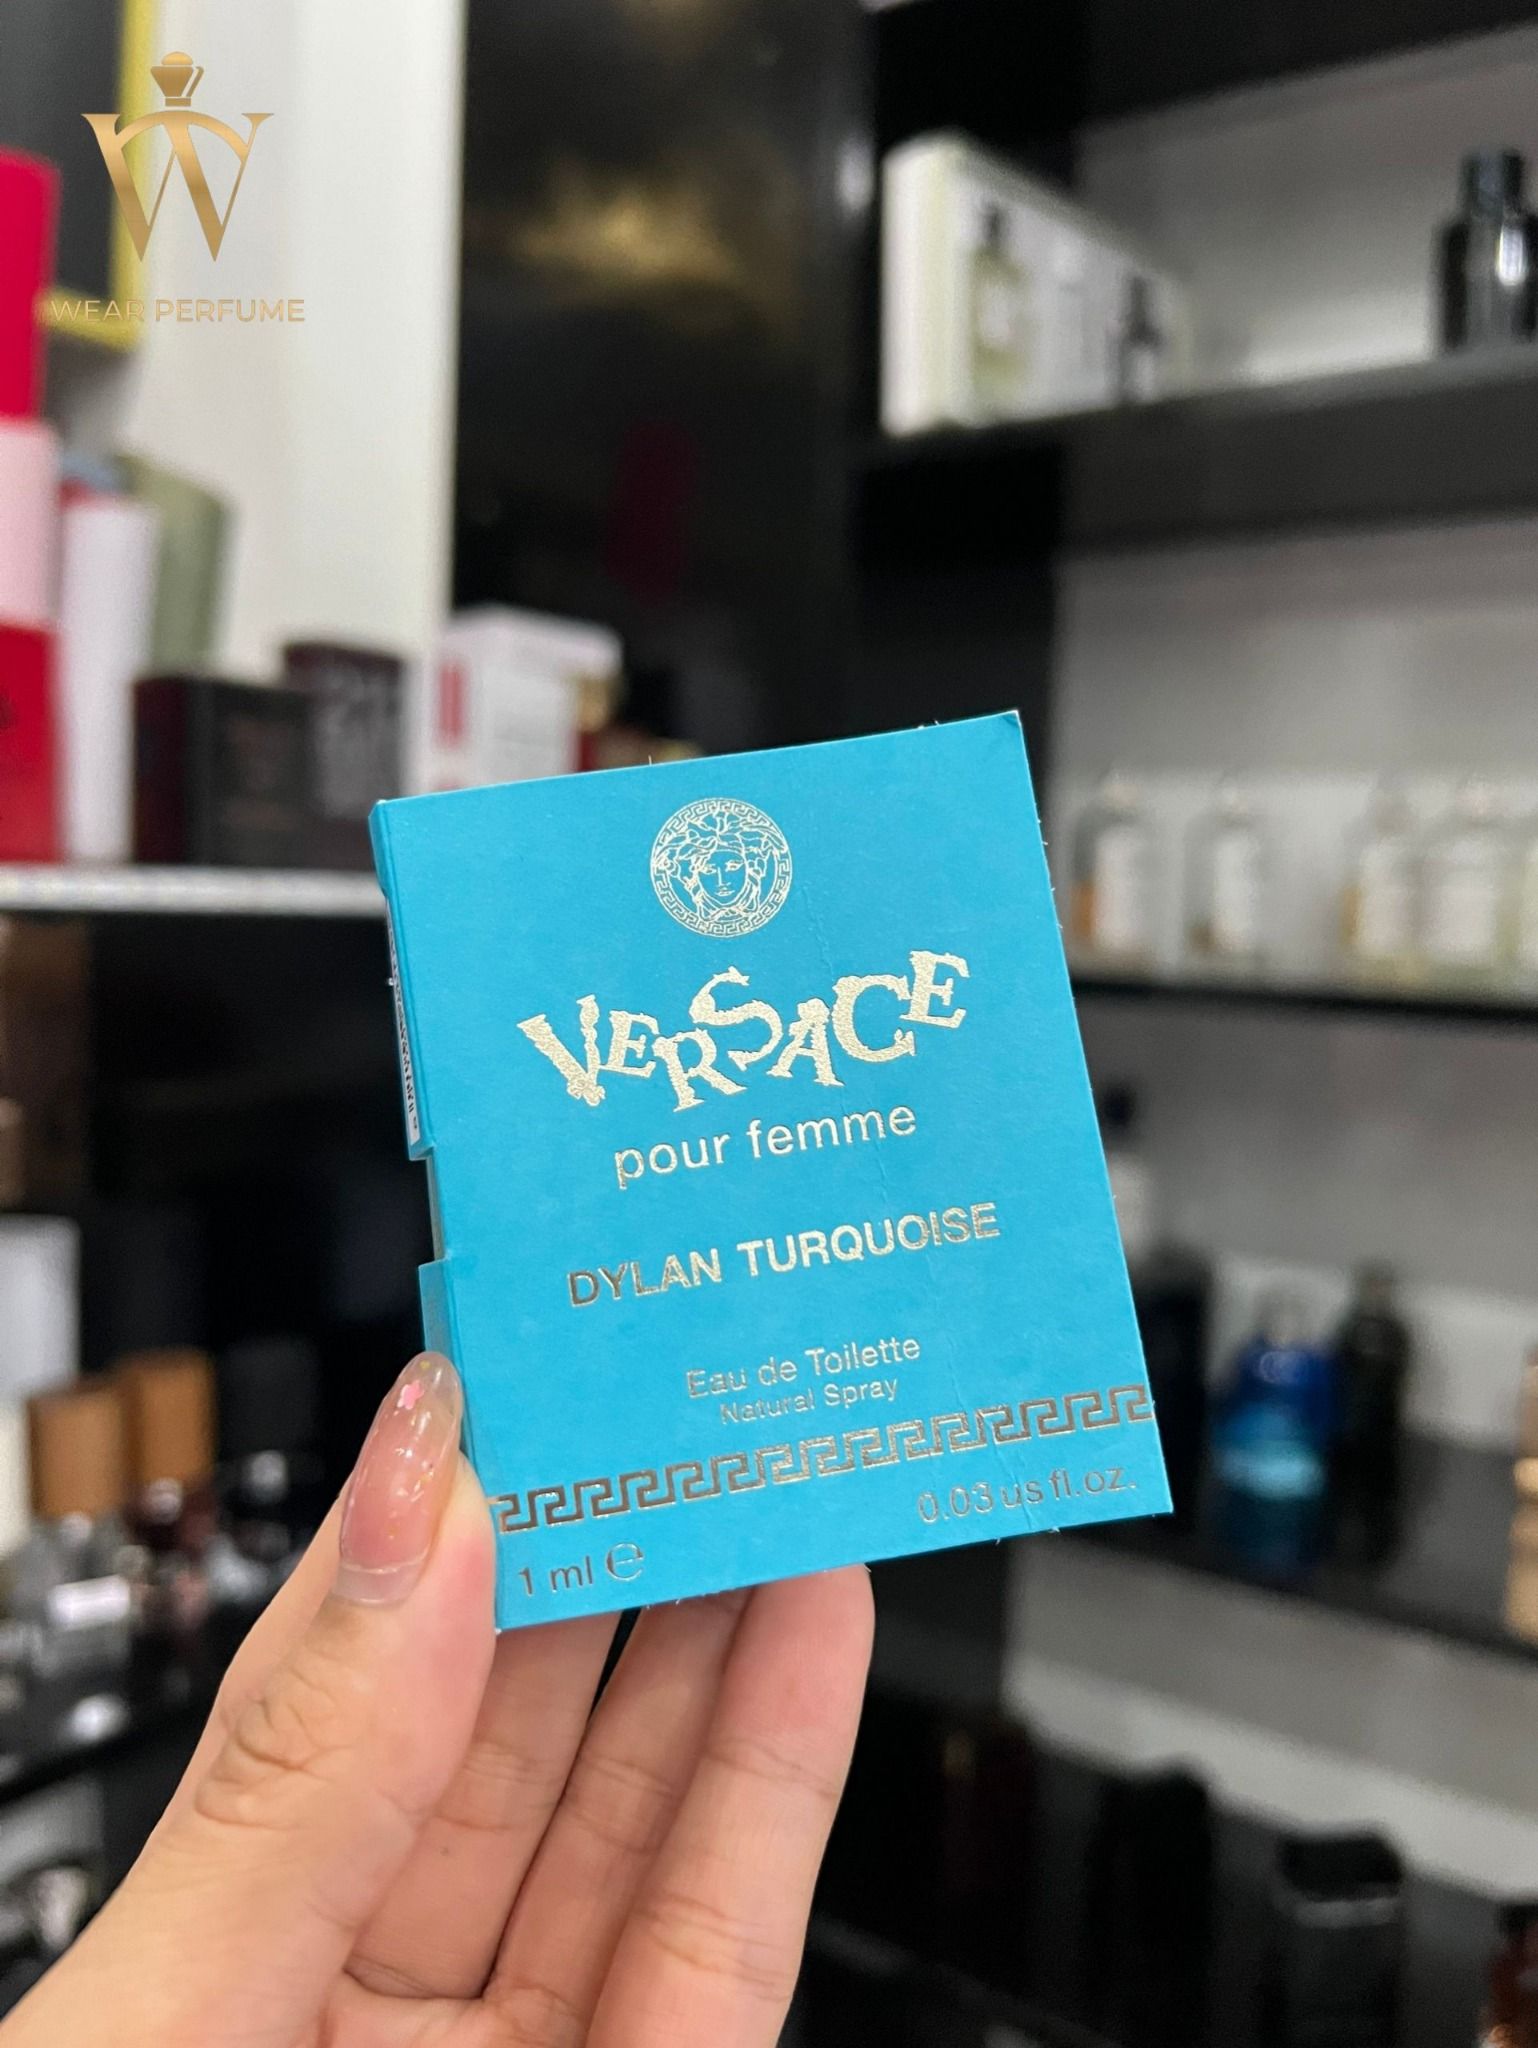 WEAR PERFUME
VERSACE
pour femme
DYLAN TURQUOISE
Eau de Toilette
Natural Spray
0.03 us fl.oz.
1 ml e